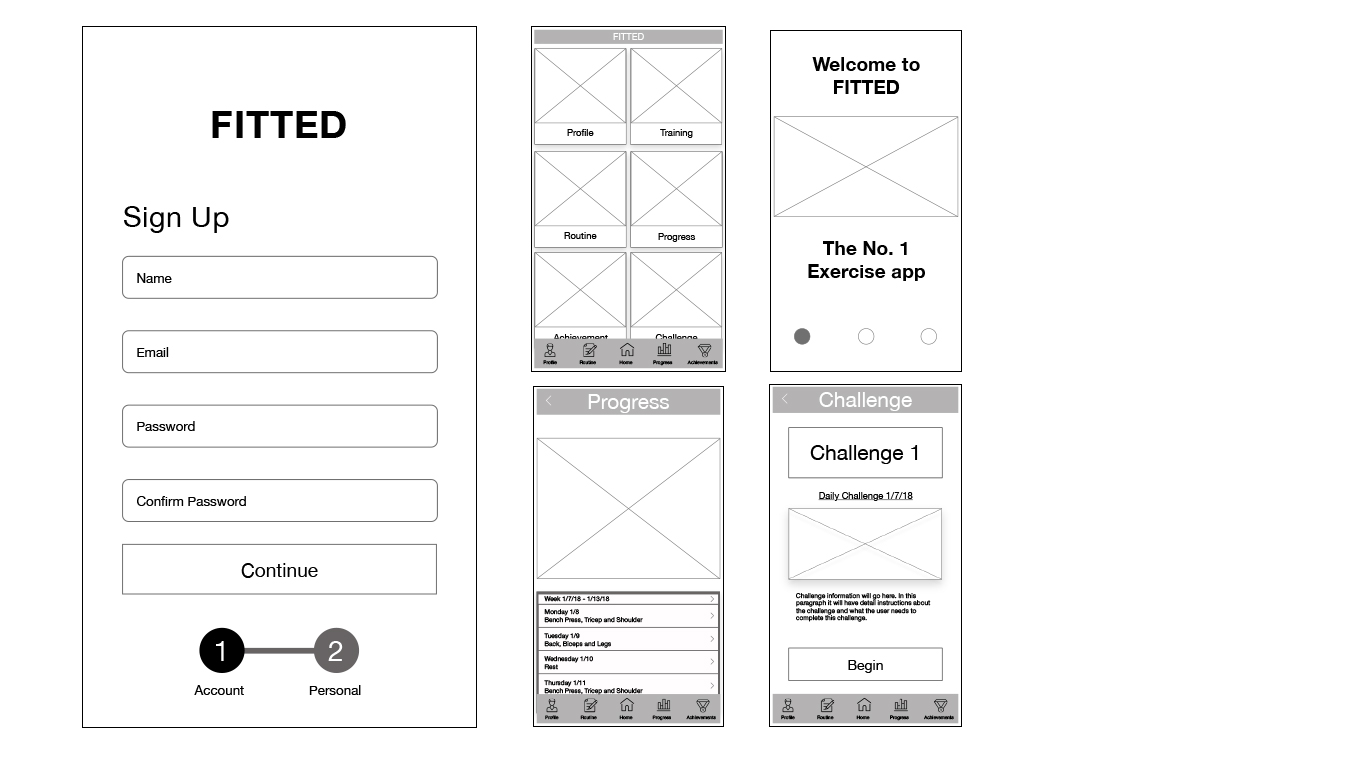 FITTED
Sign Up
Name
Email
Password
Confirm Password
Continue
1
2
Account
Personal
FITTED
Profile
Training
Routine
Progress
Achievement
Challenge
Profile
Routine
Home
Progress
Achievements
Welcome to
FITTED
The No. 1
Exercise app
Progress
Week 1/7/18 - 1/13/18
Monday 1/8
Bench Press, Tricep and Shoulder
Tuesday 1/9
Back, Biceps and Legs
Wednesday 1/10
Rest
Thursday 1/11
Bench Press, Tricep and Shoulder
Profile
Routine
Home
Progress
Achievements
Challenge
Challenge 1
Daily Challenge 1/7/18
Challenge information will go here. In this
paragraph it will have detail instructions about
the challenge and what the user needs to
complete this challenge.
Begin
Profile
Routine
Home
Progress
Achievements